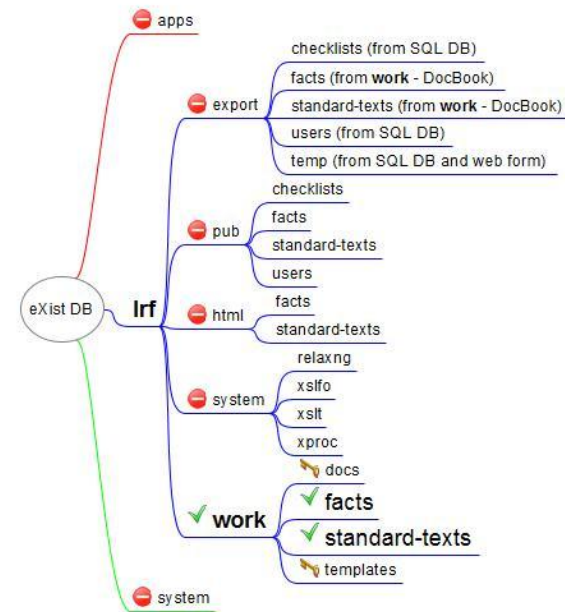 apps
checklists (from SQL DB)
facts (from work - DocBook)
export
standard-texts (from work - DocBook)
users (from SQL DB)
temp (from SQL DB and web form)
checklists
facts
pub
standard-texts
users
eXist DB
lrf
facts
html
standard-texts
relaxng
xslfo
system
xslt
xproc
docs
facts
work
standard-texts
templates
system